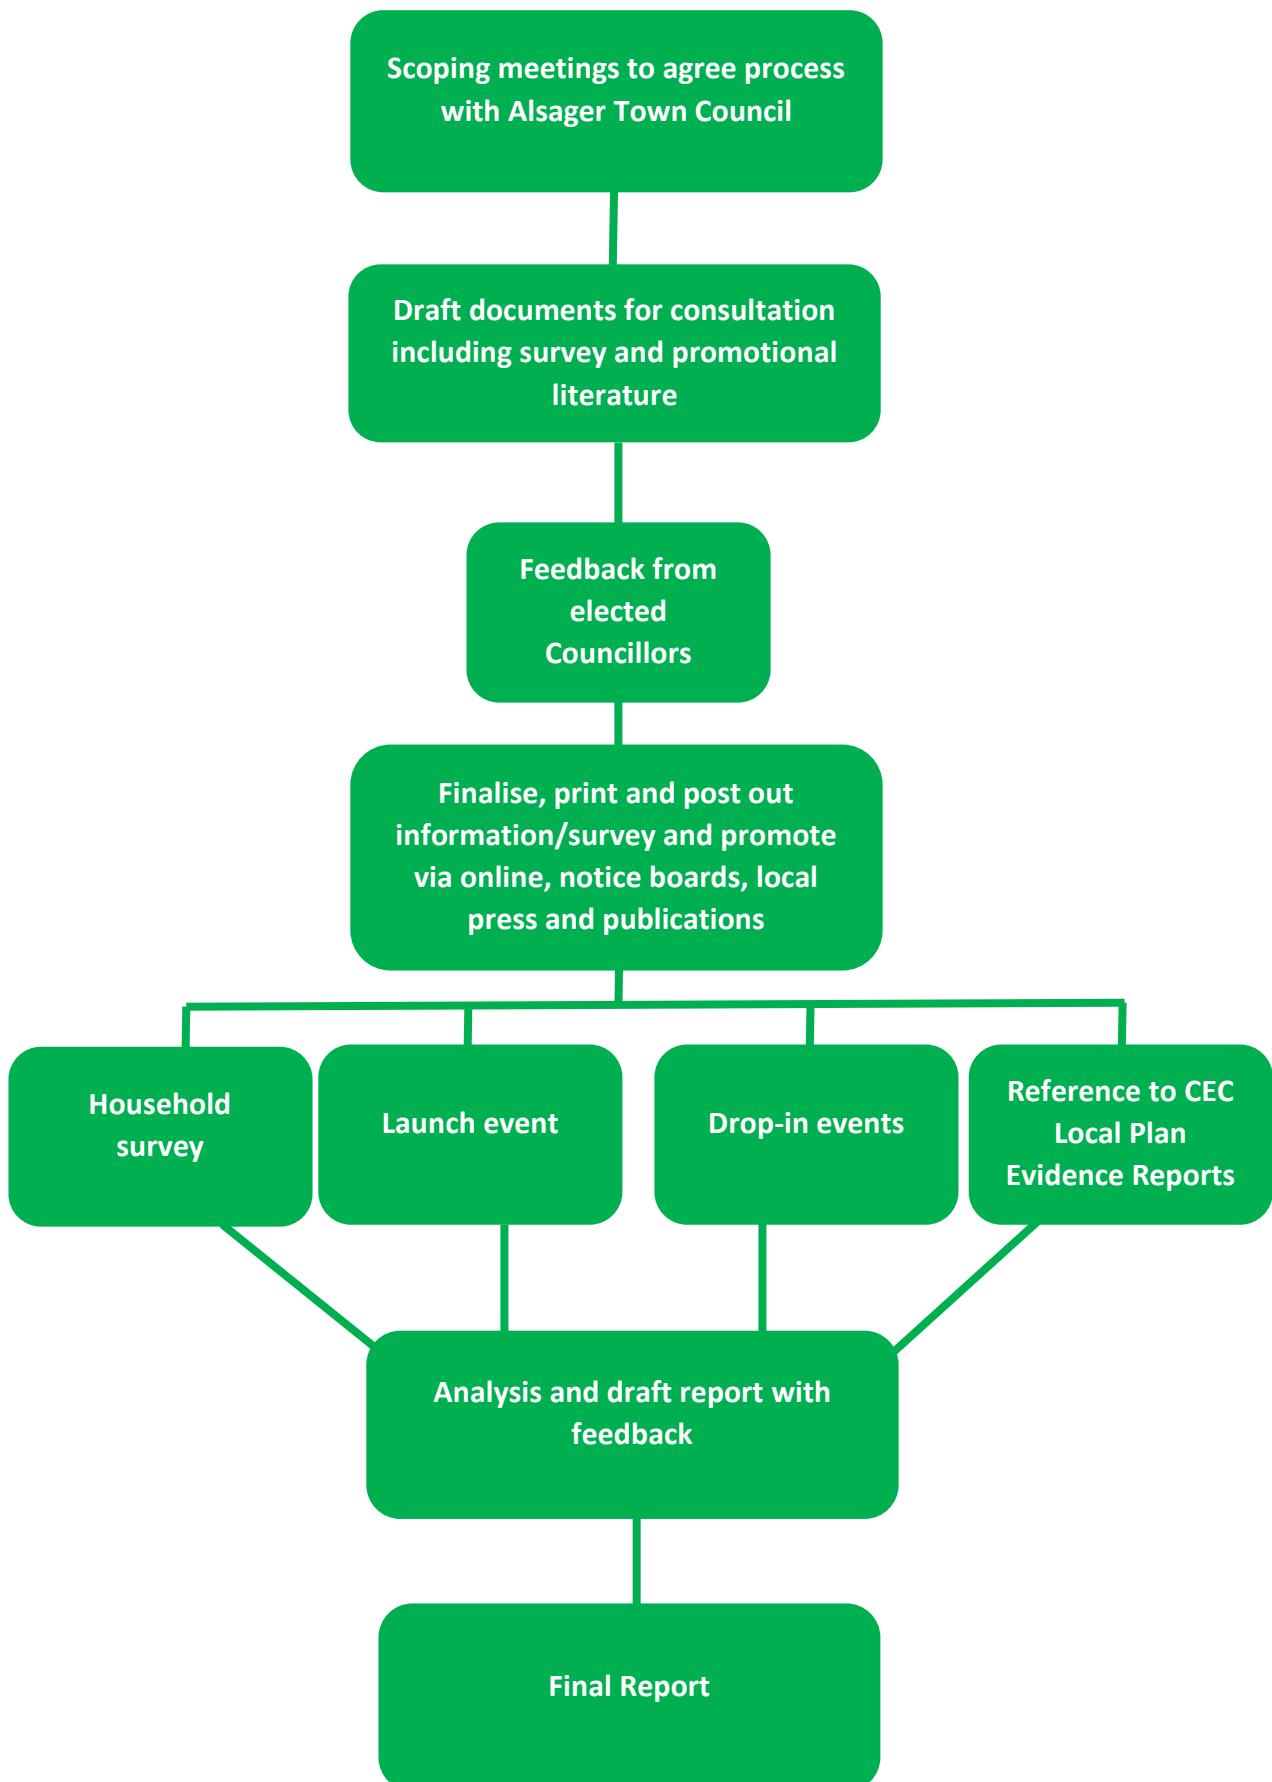 Scoping meetings to agree process
with Alsager Town Council
Draft documents for consultation
including survey and promotional
literature
Feedback from
elected
Councillors
Finalise, print and post out
information/survey and promote
via online, notice boards, local
press and publications
Household
survey
Launch event
Drop-in events
Reference to CEC
Local Plan
Evidence Reports
Analysis and draft report with
feedback
Final Report